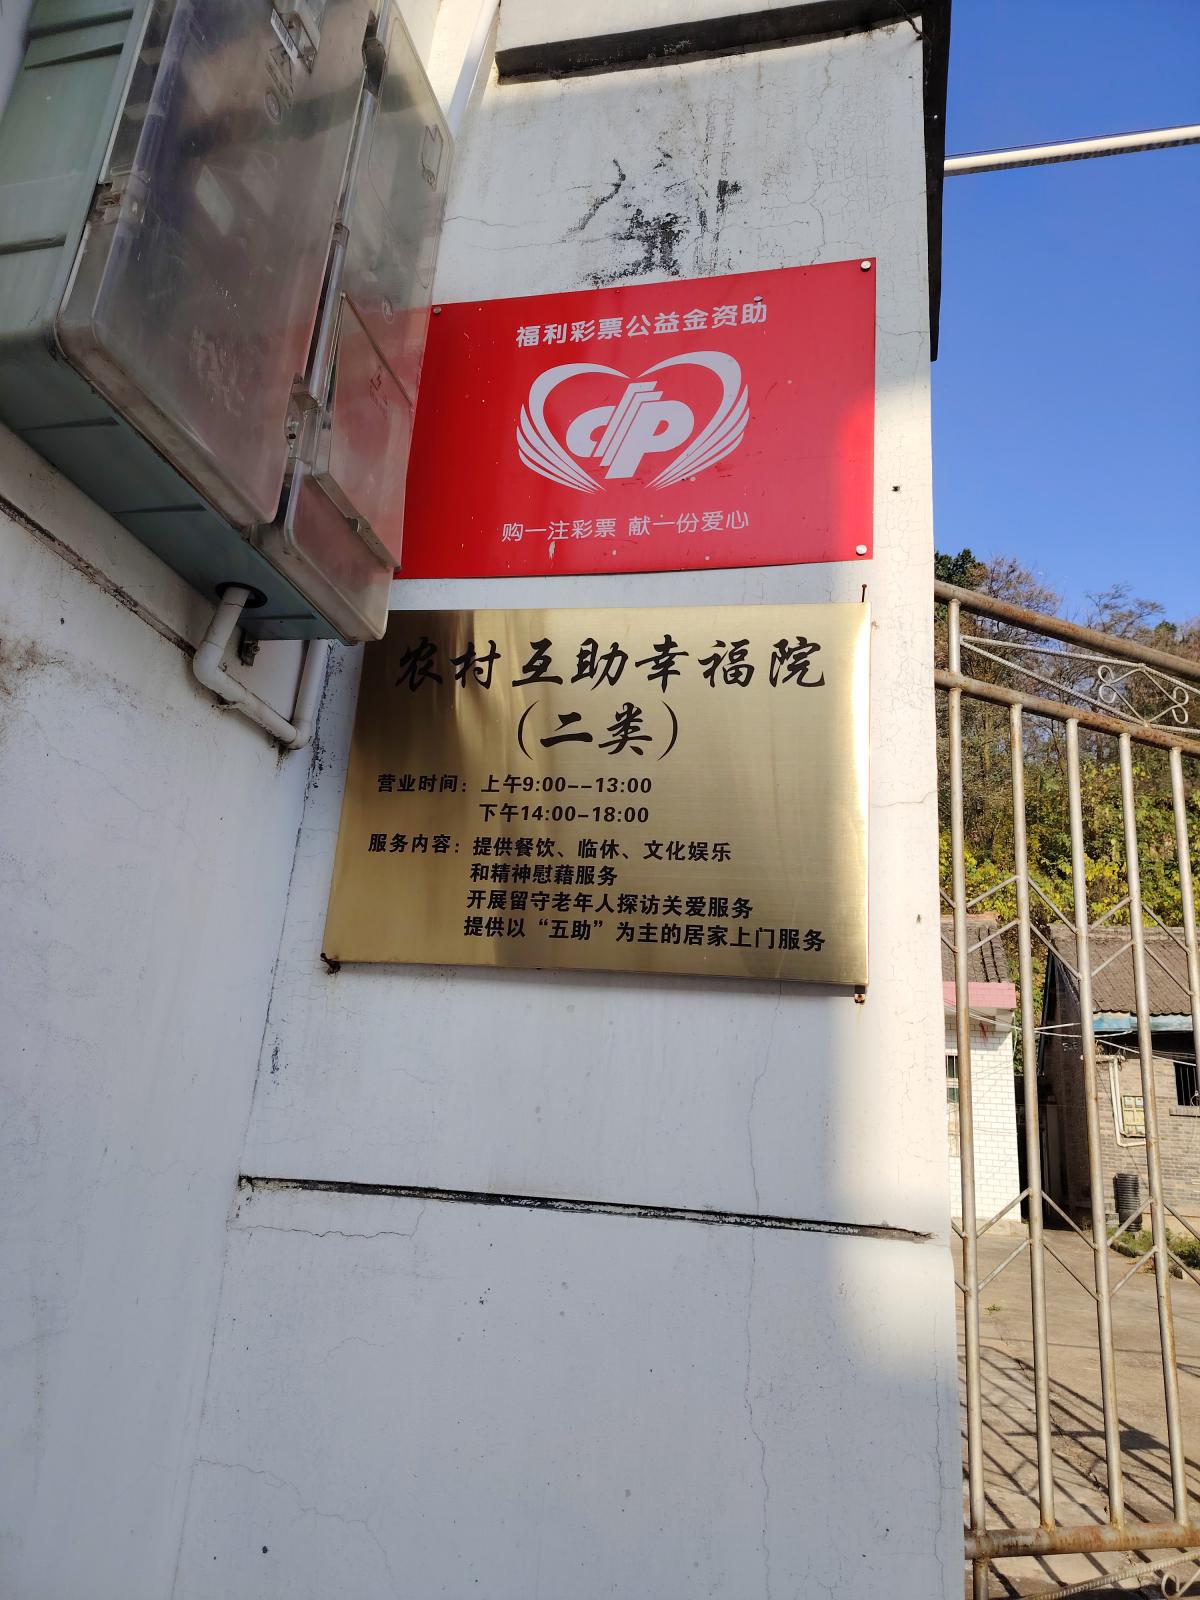 福利彩票公益金资助
购一注彩票 献一份爱心
农村互助幸福院
（二类）
营业时间：上午9:00--13:00
下午14:00-18:00
服务内容：提供餐饮、临休、文化娱乐
和精神慰藉服务
开展留守老年人探访关爱服务
提供以“五助”为主的居家上门服务